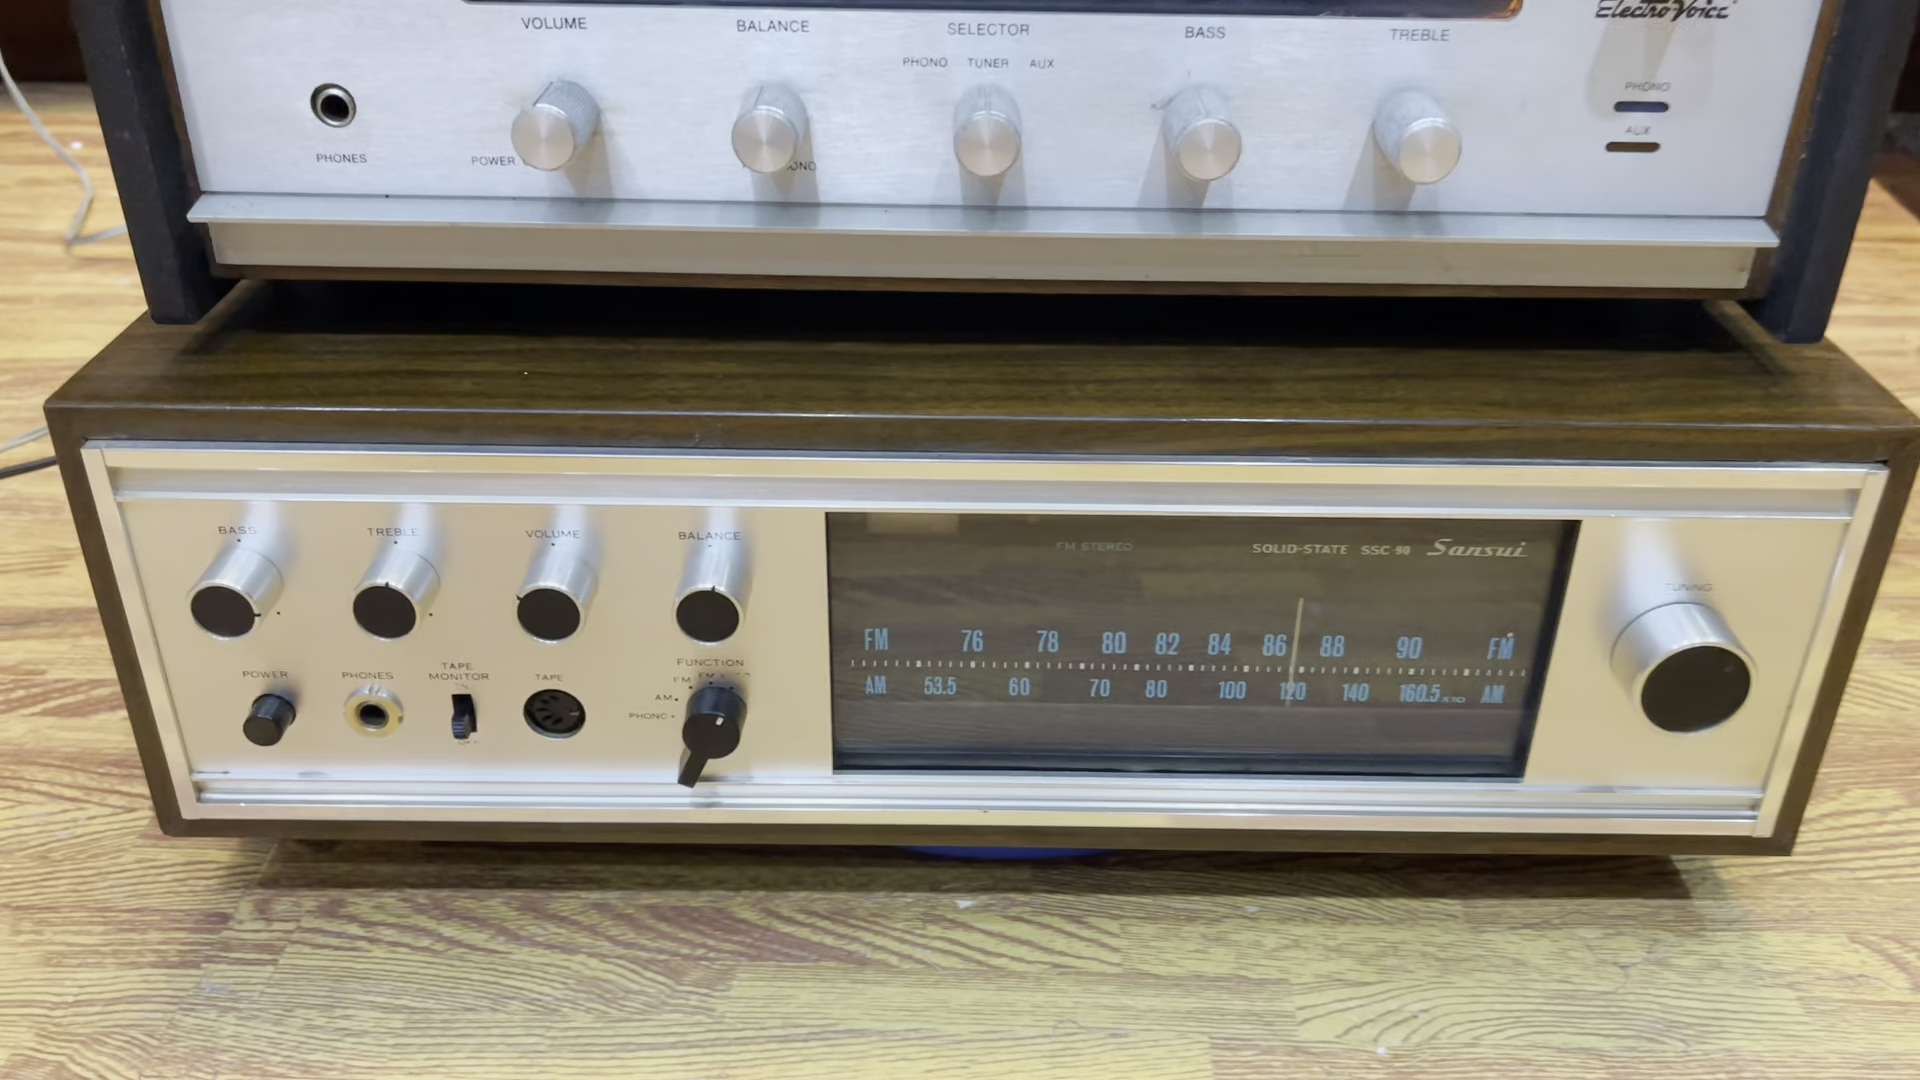 Electro-Voice
VOLUME BALANCE SELECTOR BASS TREBLE
PHONO TUNER AUX
PHONO
AUX
PHONES POWER
BASS TREBLE VOLUME BALANCE
FM STEREO SOLID-STATE SSC-90 Sansui
TUNING
FM 76 78 80 82 84 86 88 90 FM
AM 53.5 60 70 80 100 120 140 160.5 AM
FUNCTION
TAPE
POWER PHONES MONITOR TAPE
FM
AM
PHONO